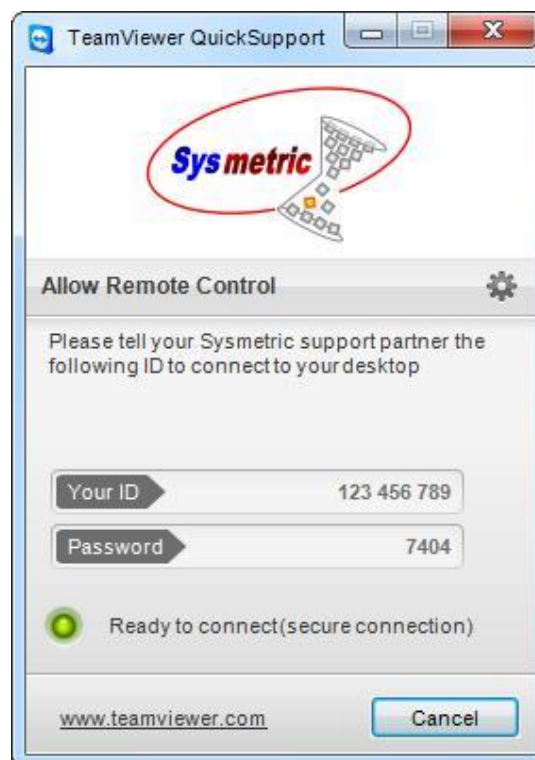 TeamViewer QuickSupport
Sysmetric
Allow Remote Control
Please tell your Sysmetric support partner the
following ID to connect to your desktop
Your ID 123 456 789
Password 7404
Ready to connect(secure connection)
www.teamviewer.com Cancel